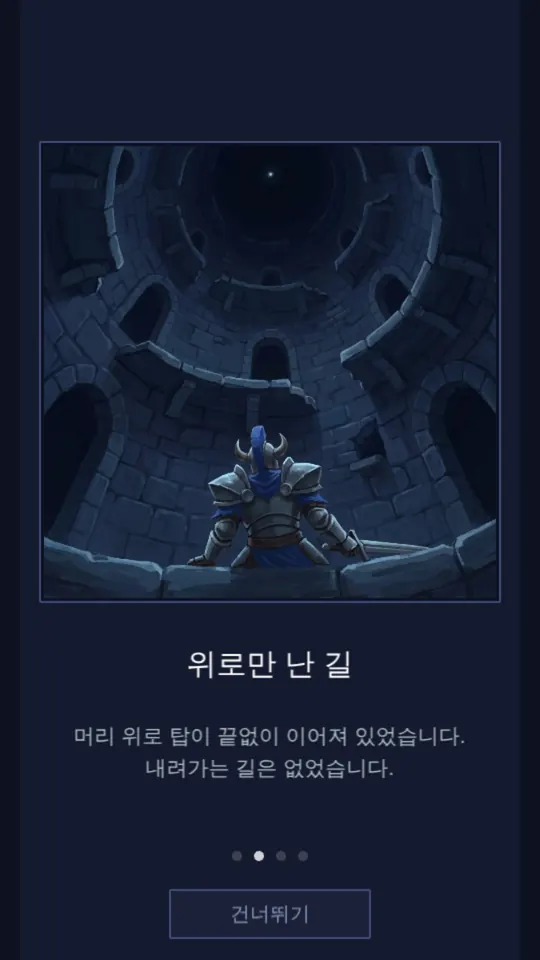 위로만 난 길
머리 위로 탑이 끝없이 이어져 있었습니다.
내려가는 길은 없었습니다.
건너뛰기